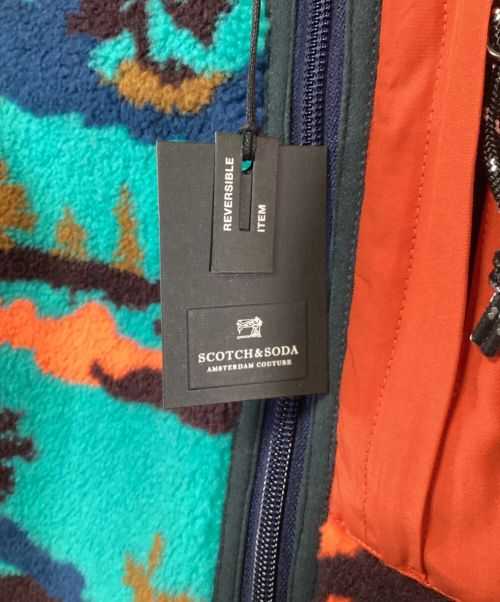 REVERSIBLE
ITEM
SCOTCH&SODA
AMSTERDAM COUTURE